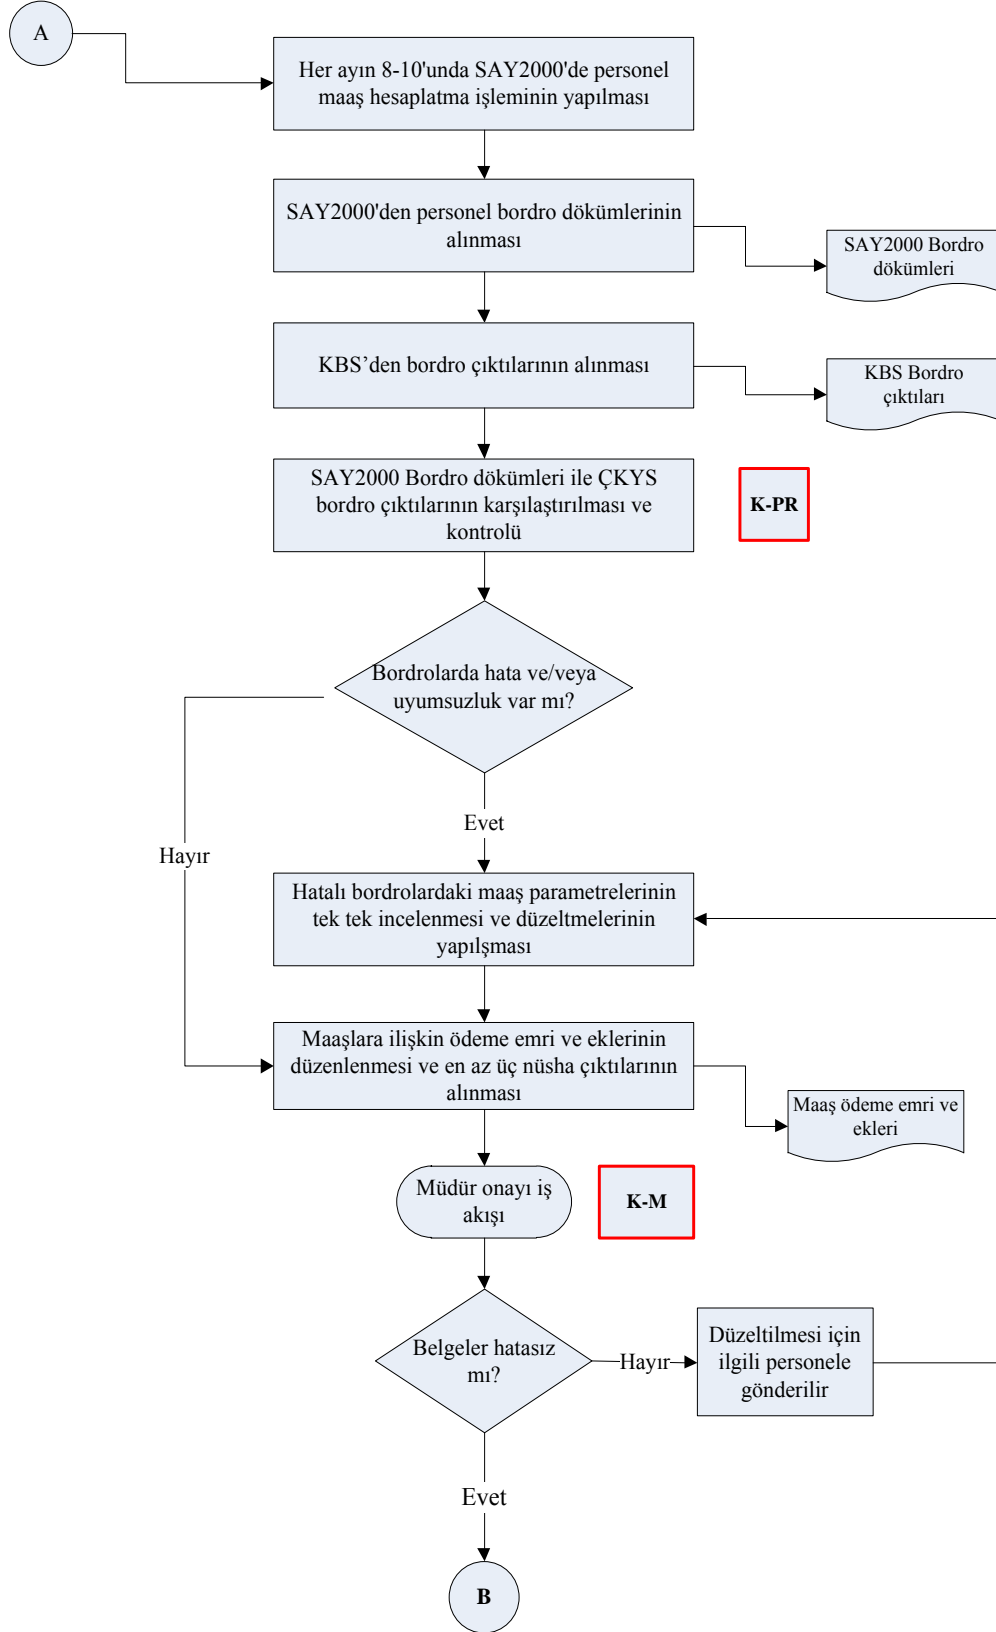 A
Her ayın 8-10'unda SAY2000'de personel
maaş hesaplatma işleminin yapılması
SAY2000'den personel bordro dökümlerinin
alınması
SAY2000 Bordro
dökümleri
KBS’den bordro çıktılarının alınması
KBS Bordro
çıktıları
SAY2000 Bordro dökümleri ile ÇKYS
bordro çıktılarının karşılaştırılması ve
kontrolü
K-PR
Bordrolarda hata ve/veya
uyumsuzluk var mı?
Evet
Hayır
Hatalı bordrolardaki maaş parametrelerinin
tek tek incelenmesi ve düzeltmelerinin
yapılşması
Maaşlara ilişkin ödeme emri ve eklerinin
düzenlenmesi ve en az üç nüsha çıktılarının
alınması
Maaş ödeme emri ve
ekleri
Müdür onayı iş
akışı
K-M
Belgeler hatasız
mı?
Hayır
Düzeltilmesi için
ilgili personele
gönderilir
Evet
B